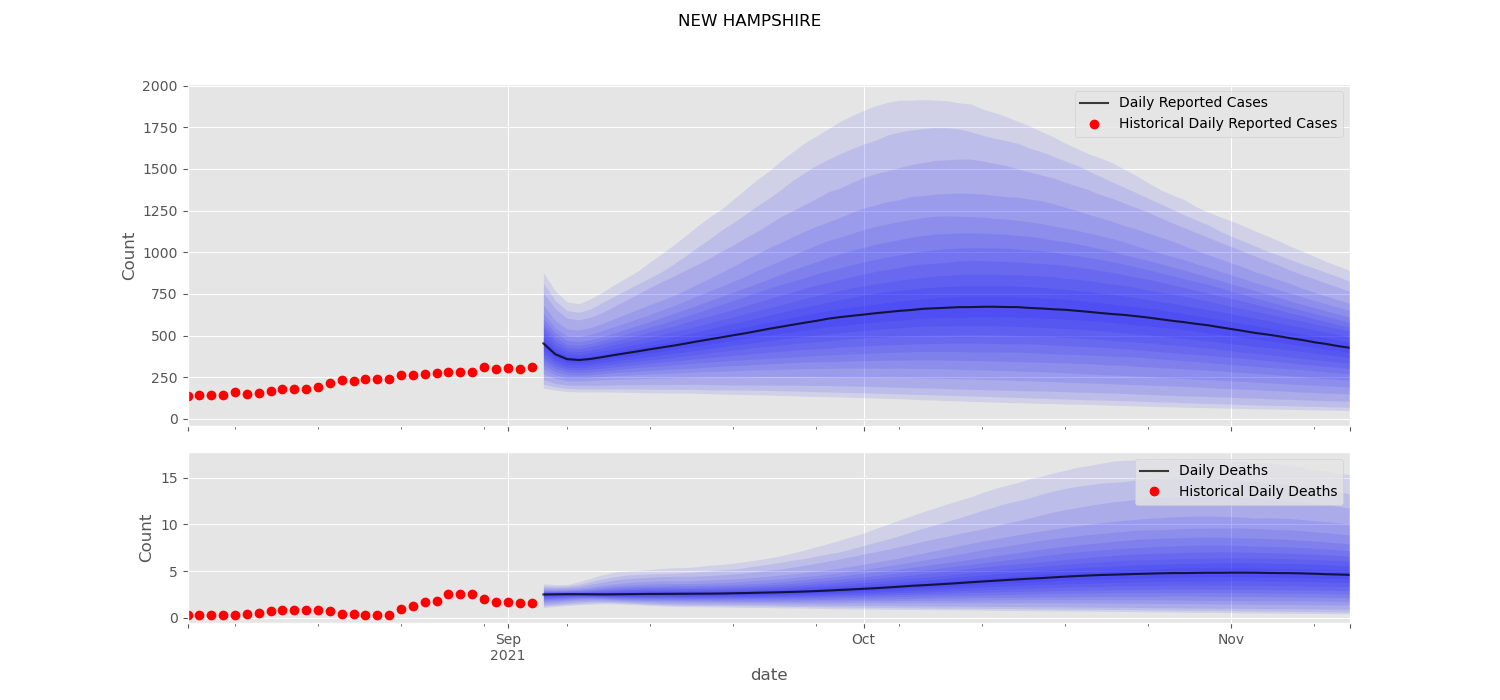 NEW HAMPSHIRE
2000
1750
1500
1250
1000
750
500
250
0
Count
Daily Reported Cases
Historical Daily Reported Cases
15
10
5
0
Count
Daily Deaths
Historical Daily Deaths
Sep
2021
Oct
Nov
date